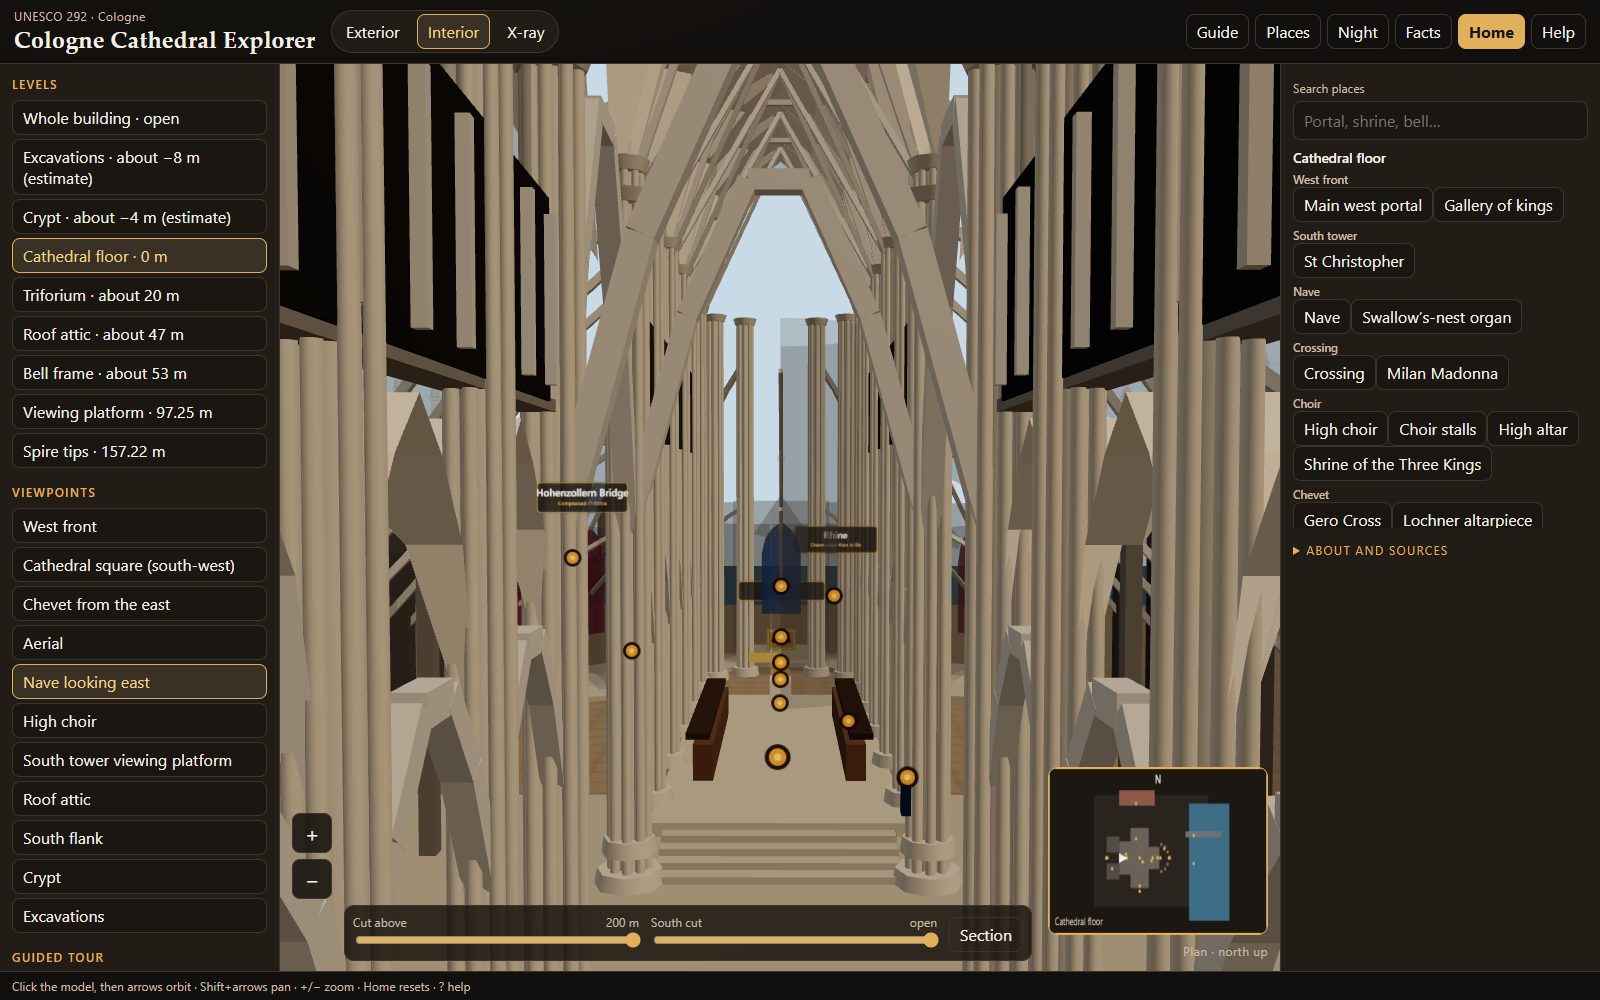 UNESCO 292 · Cologne
Cologne Cathedral Explorer
Exterior
Interior
X-ray
Guide
Places
Night
Facts
Home
Help
LEVELS
Whole building · open
Excavations · about −8 m
(estimate)
Crypt · about −4 m (estimate)
Cathedral floor · 0 m
Triforium · about 20 m
Roof attic · about 47 m
Bell frame · about 53 m
Viewing platform · 97.25 m
Spire tips · 157.22 m
VIEWPOINTS
West front
Cathedral square (south-west)
Chevet from the east
Aerial
Nave looking east
High choir
South tower viewing platform
Roof attic
South flank
Crypt
Excavations
GUIDED TOUR
Hohenzollern Bridge
Compressed distance
Rhine
+
−
Cut above
200 m
South cut
open
Section
N
Cathedral floor
Plan · north up
Search places
Portal, shrine, bell...
Cathedral floor
West front
Main west portal
Gallery of kings
South tower
St Christopher
Nave
Nave
Swallow's-nest organ
Crossing
Crossing
Milan Madonna
Choir
High choir
Choir stalls
High altar
Shrine of the Three Kings
Chevet
Gero Cross
Lochner altarpiece
▶ ABOUT AND SOURCES
Click the model, then arrows orbit · Shift+arrows pan · +/− zoom · Home resets · ? help